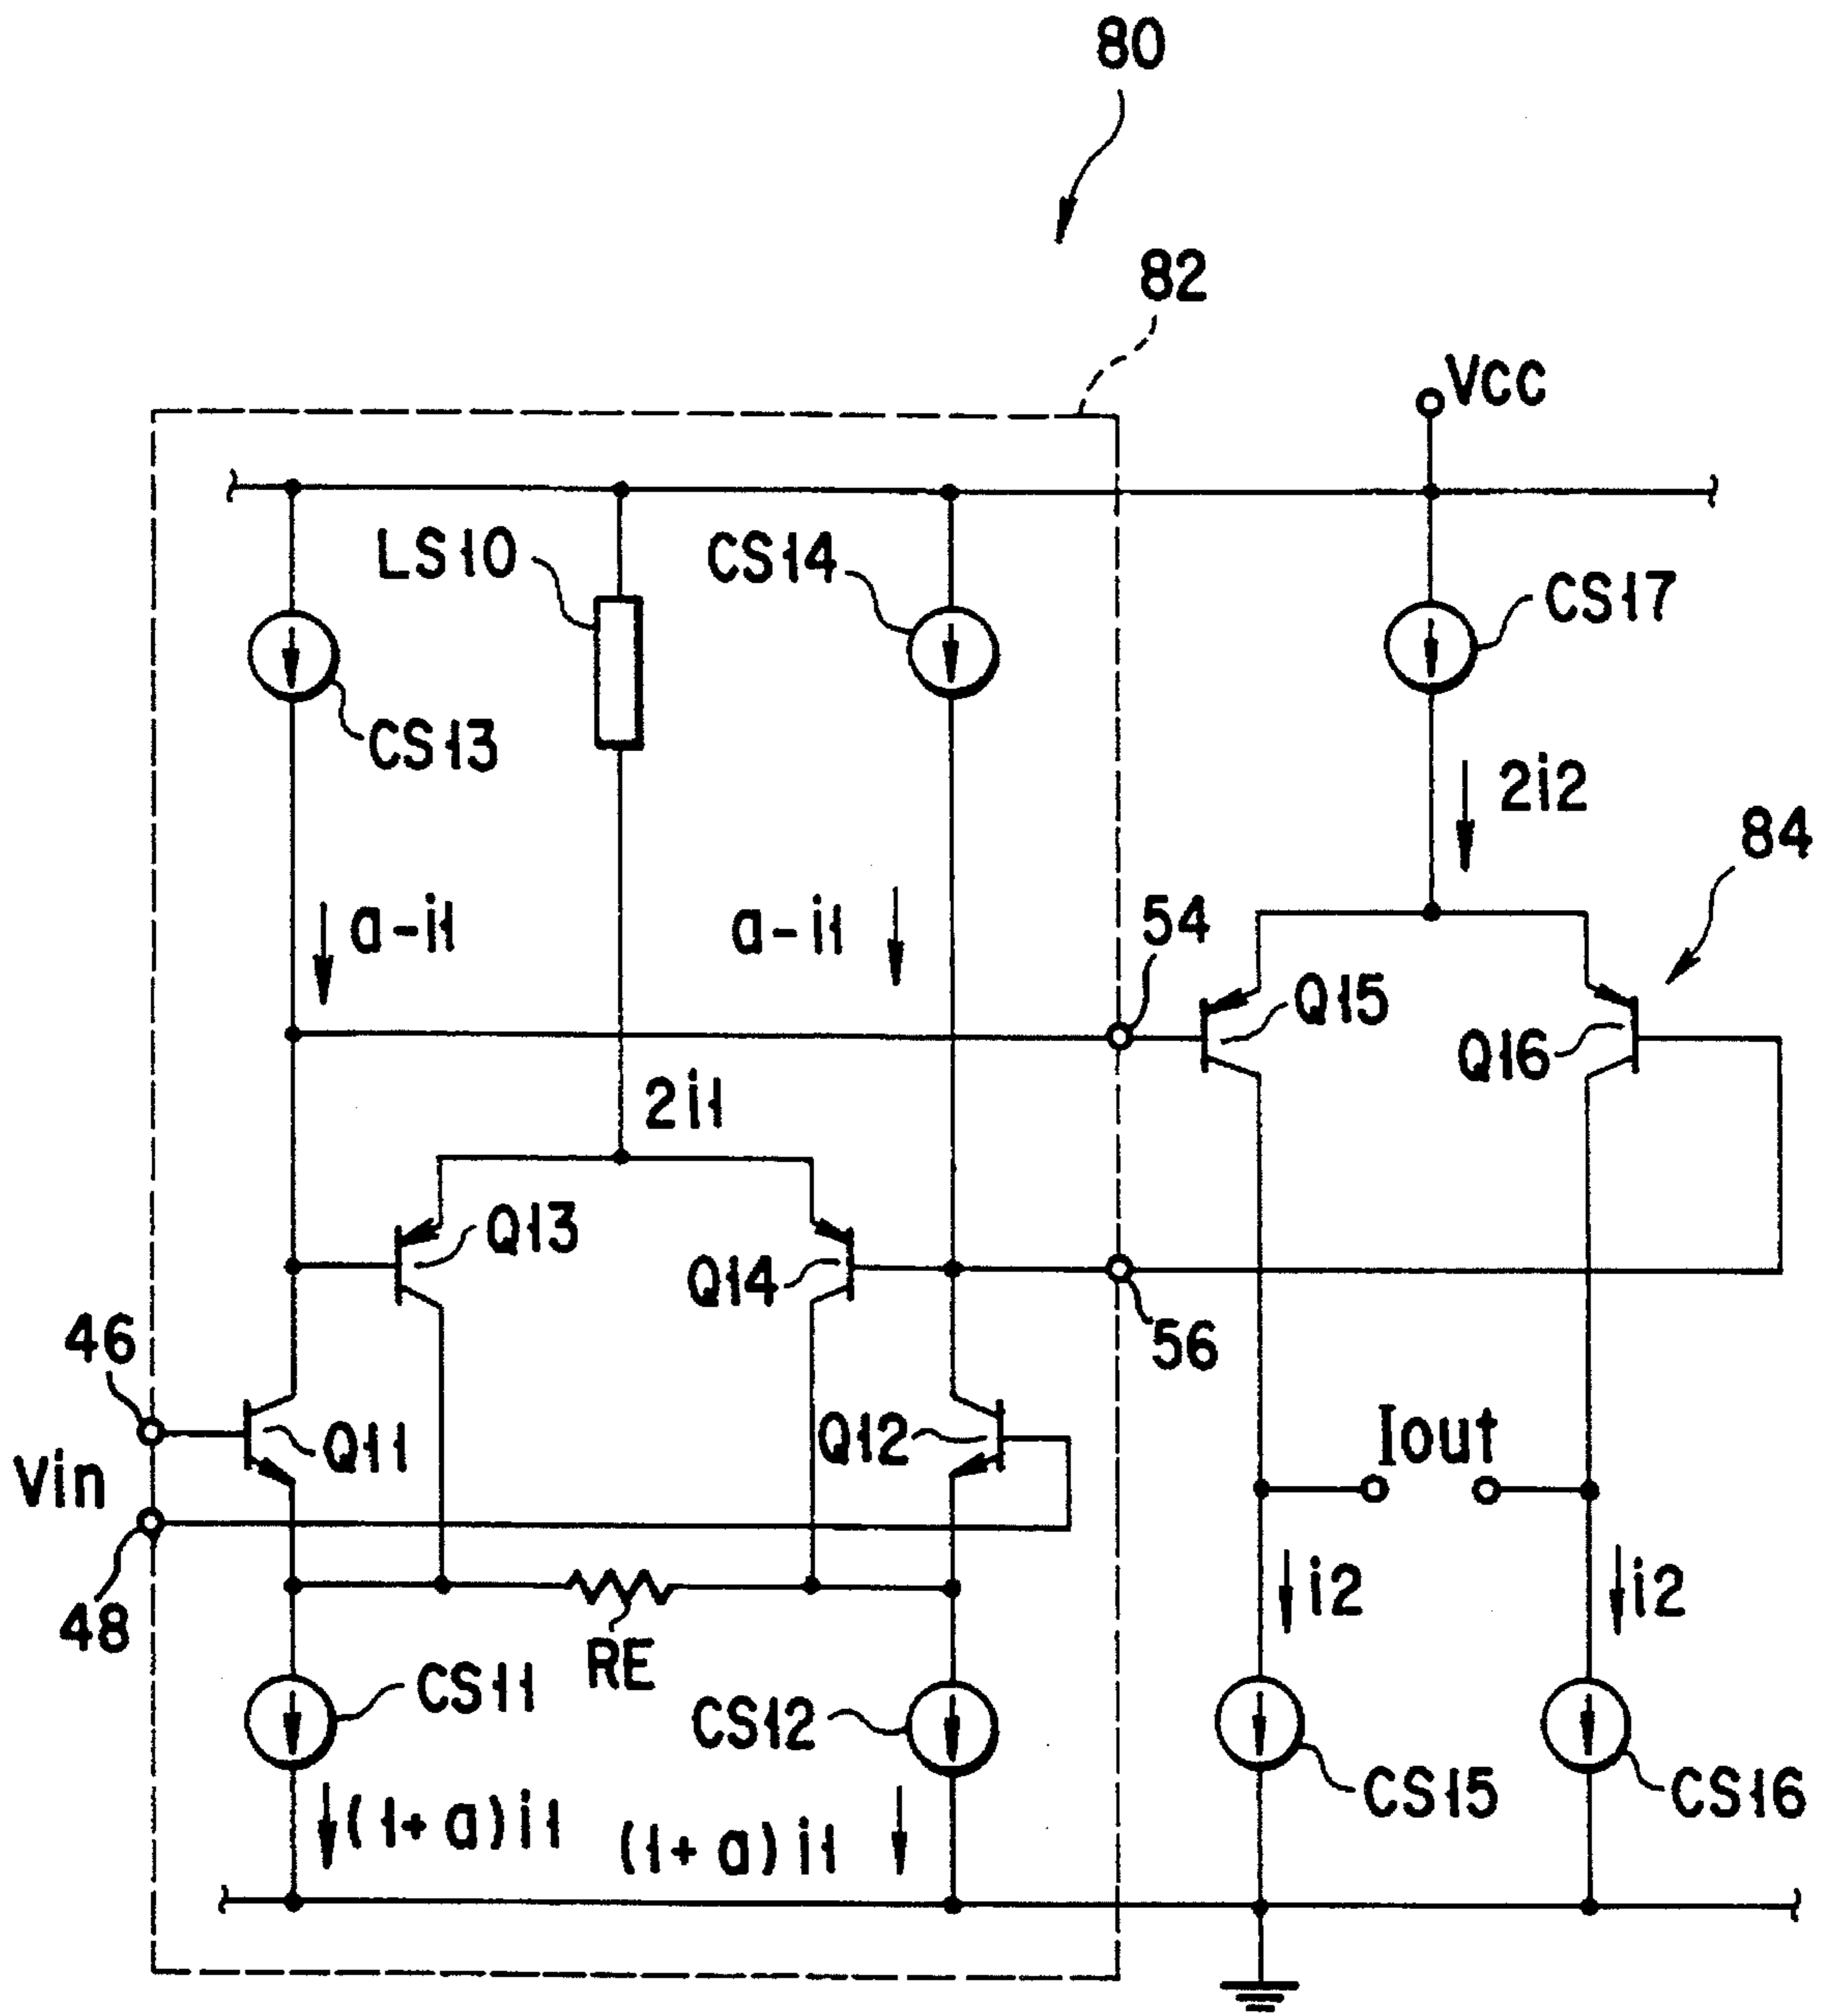 80
82
VCC
LS10
CS14
CS17
CS13
2i2
84
a-i1
a-i1
54
Q15
Q16
2i1
Q13
Q14
46
56
Q11
Q12
Iout
Vin
48
RE
i2
i2
CS11
CS12
CS15
CS16
(1+a)i1
(1+a)i1